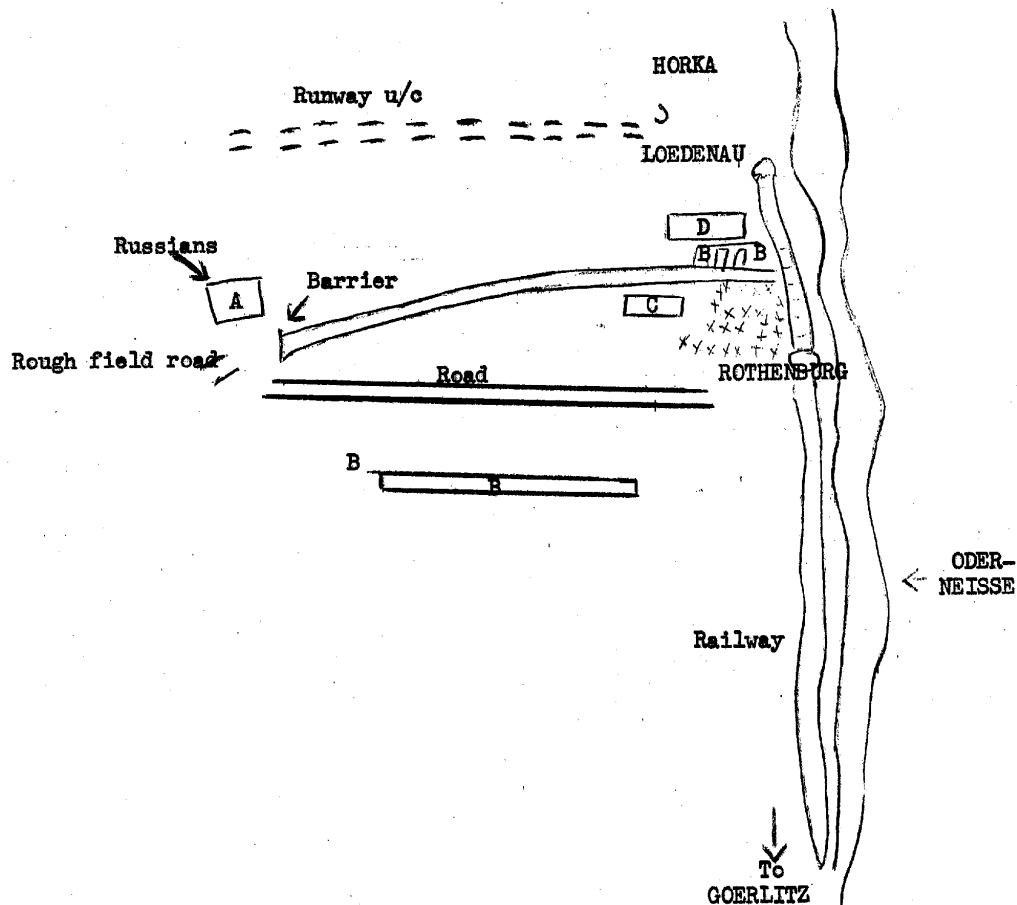 HORKA
Runway u/c
LOEDENAU
D
Russians
B B
Barrier
A
C
Rough field road
ROTHENBURG
Road
B
B
ODER-
NEISSE
Railway
To
GOERLITZ